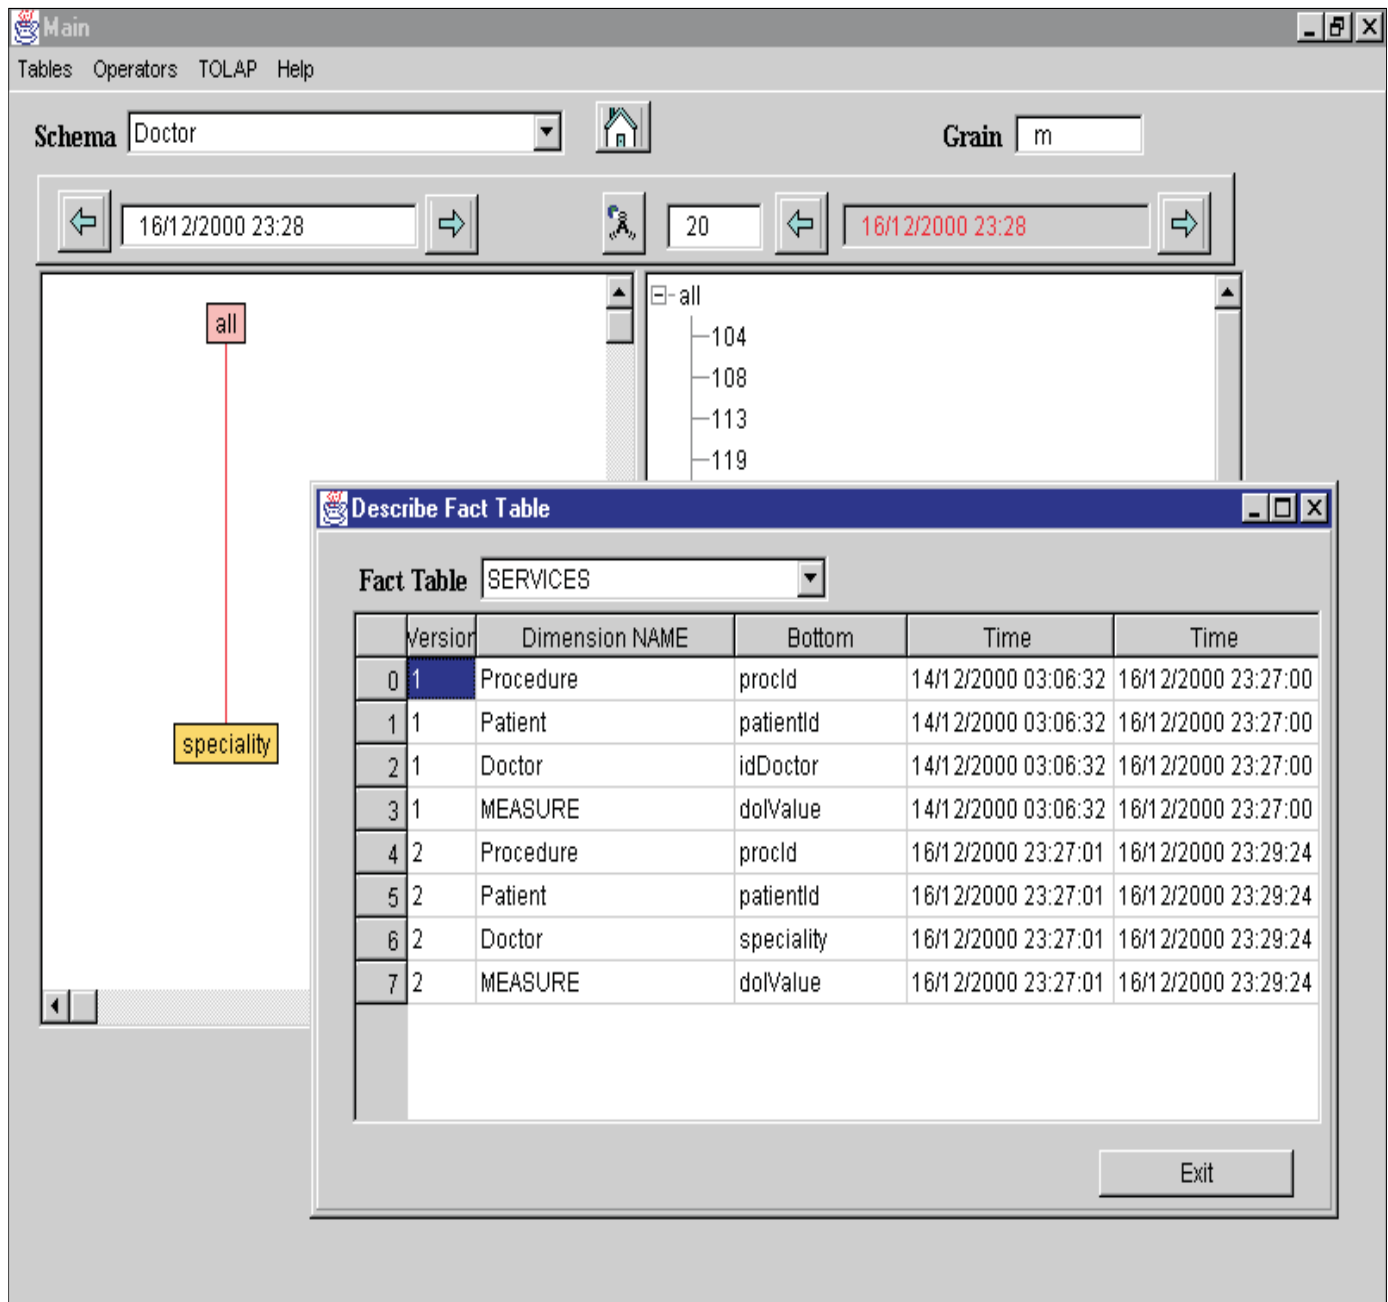 Main
Tables Operators TOLAP Help
Schema Doctor Grain m
16/12/2000 23:28 20 16/12/2000 23:28
all
speciality
all
104
108
113
119
Describe Fact Table
Fact Table SERVICES
Version Dimension NAME Bottom Time Time
0 1 Procedure procId 14/12/2000 03:06:32 16/12/2000 23:27:00
1 1 Patient patientId 14/12/2000 03:06:32 16/12/2000 23:27:00
2 1 Doctor idDoctor 14/12/2000 03:06:32 16/12/2000 23:27:00
3 1 MEASURE dolValue 14/12/2000 03:06:32 16/12/2000 23:27:00
4 2 Procedure procId 16/12/2000 23:27:01 16/12/2000 23:29:24
5 2 Patient patientId 16/12/2000 23:27:01 16/12/2000 23:29:24
6 2 Doctor speciality 16/12/2000 23:27:01 16/12/2000 23:29:24
7 2 MEASURE dolValue 16/12/2000 23:27:01 16/12/2000 23:29:24
Exit